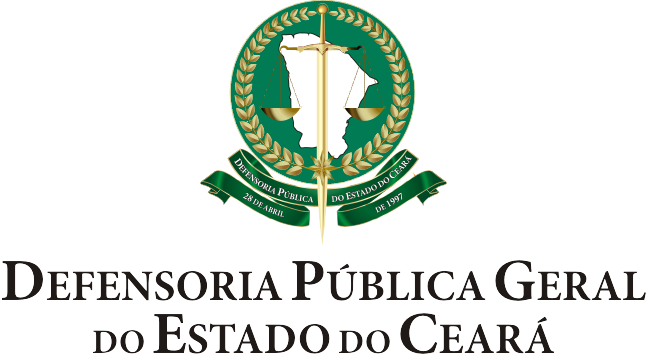 DEFENSORIA PÚBLICA DO ESTADO DO CEARÁ
28 DE ABRIL DE 1997
DEFENSORIA PÚBLICA GERAL
DO ESTADO DO CEARÁ